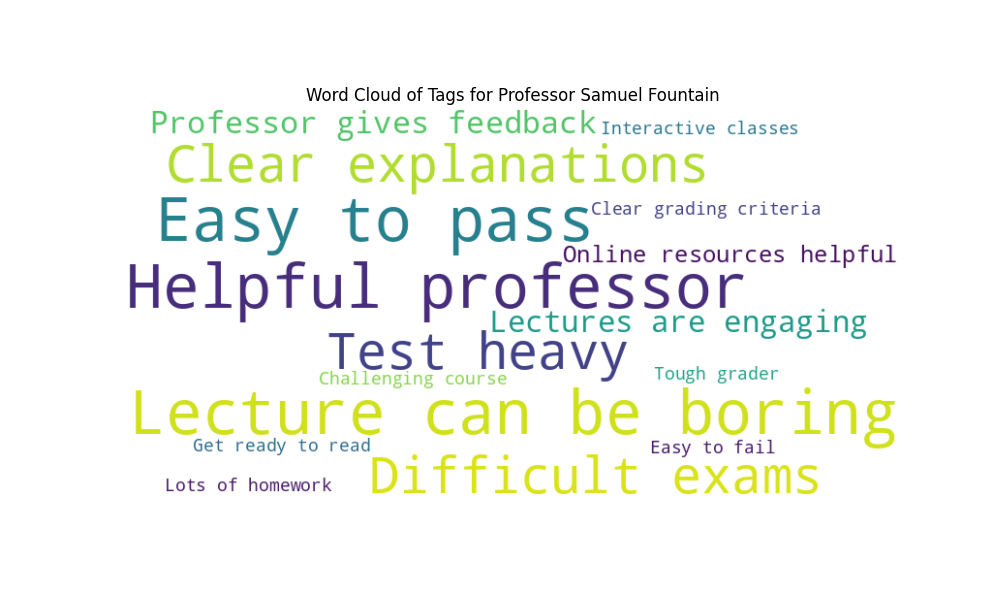 Word Cloud of Tags for Professor Samuel Fountain
Professor gives feedback
Interactive classes
Clear explanations
Easy to pass
Clear grading criteria
Online resources helpful
Helpful professor
Lectures are engaging
Test heavy
Challenging course
Tough grader
Lecture can be boring
Get ready to read
Easy to fail
Difficult exams
Lots of homework